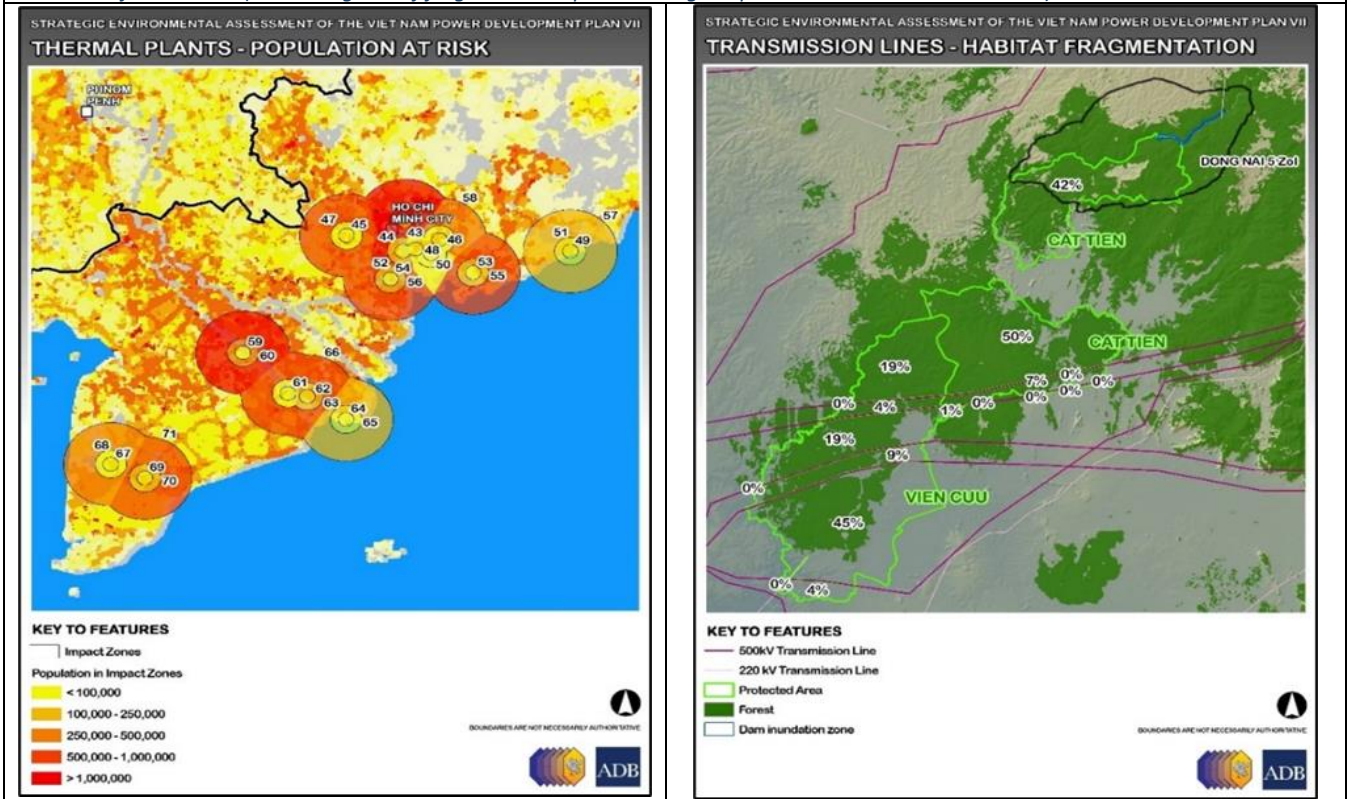 STRATEGIC ENVIRONMENTAL ASSESSMENT OF THE VIET NAM POWER DEVELOPMENT PLAN VII
THERMAL PLANTS - POPULATION AT RISK
PHNOM
PENH
HO CHI
MINH CITY
58
57
47
45
44
43
46
51
49
48
52
54
50
53
56
55
59
60
66
61
62
63
64
65
68
67
71
69
70
KEY TO FEATURES
Impact Zones
Population in Impact Zones
< 100,000
100,000 - 250,000
250,000 - 500,000
500,000 - 1,000,000
> 1,000,000
BOUNDARIES ARE NOT NECESSARILY AUTHORITATIVE
ADB
STRATEGIC ENVIRONMENTAL ASSESSMENT OF THE VIET NAM POWER DEVELOPMENT PLAN VII
TRANSMISSION LINES - HABITAT FRAGMENTATION
DONG NAI 5 ZoI
42%
CAT TIEN
50%
CAT TIEN
19%
7%
0%
0%
0%
0%
0%
4%
1%
0%
19%
9%
0%
VIEN CUU
45%
0%
4%
KEY TO FEATURES
500kV Transmission Line
220 kV Transmission Line
Protected Area
Forest
Dam inundation zone
BOUNDARIES ARE NOT NECESSARILY AUTHORITATIVE
ADB